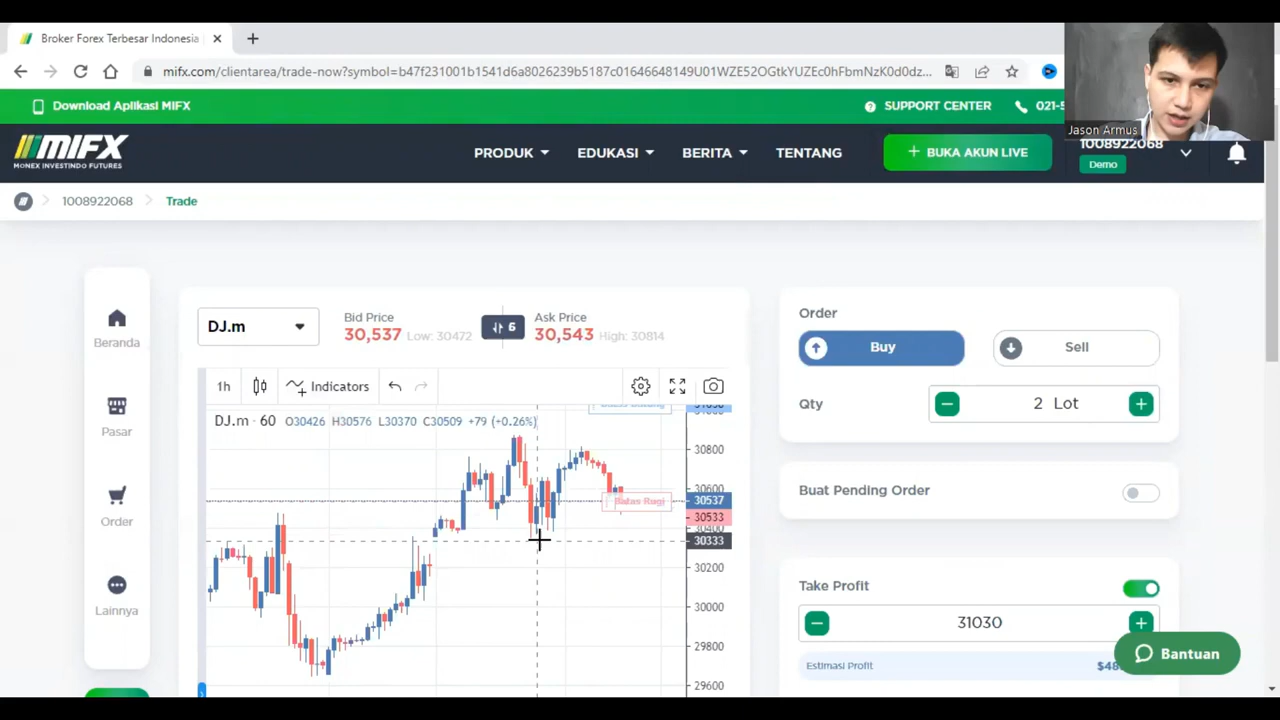 Broker Forex Terbesar Indonesia
mifx.com/clientarea/trade-now?symbol=b47f231001b1541d6a8026239b5187c01646648149U01WZE52OGtkYUZEc0hFbmNzK0d0dz...
Download Aplikasi MIFX
SUPPORT CENTER
021-5
Jason Armus
MIFX
MONEX INVESTINDO FUTURES
PRODUK
EDUKASI
BERITA
TENTANG
+ BUKA AKUN LIVE
1008922068
Demo
1008922068
Trade
Beranda
Pasar
Order
Lainnya
DJ.m
Bid Price
30,537 Low: 30472
6
Ask Price
30,543 High: 30814
1h
Indicators
DJ.m · 60 O30426 H30576 L30370 C30509 +79 (+0.26%)
30800
30600
30537
Batas Rugi
30533
30400
30333
30200
30000
29800
29600
Order
Buy
Sell
Qty
2 Lot
Buat Pending Order
Take Profit
31030
Estimasi Profit
Bantuan